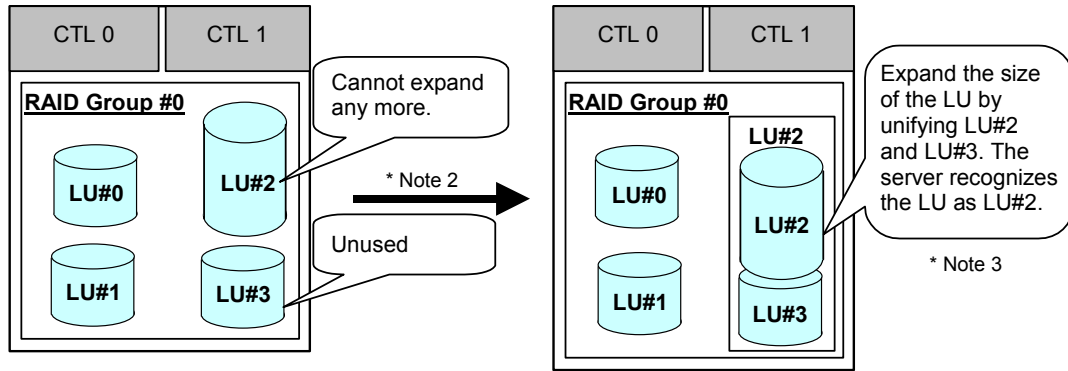 CTL 0
CTL 1
RAID Group #0
Cannot expand
any more.
LU#0
LU#2
LU#1
LU#3
Unused
* Note 2
CTL 0
CTL 1
RAID Group #0
LU#2
LU#0
LU#2
LU#1
LU#3
Expand the size
of the LU by
unifying LU#2
and LU#3. The
server recognizes
the LU as LU#2.
* Note 3